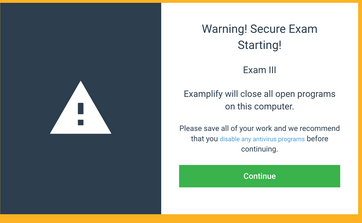 Warning! Secure Exam
Starting!
Exam III
Examplify will close all open programs
on this computer.
Please save all of your work and we recommend
that you disable any antivirus programs before
continuing.
Continue